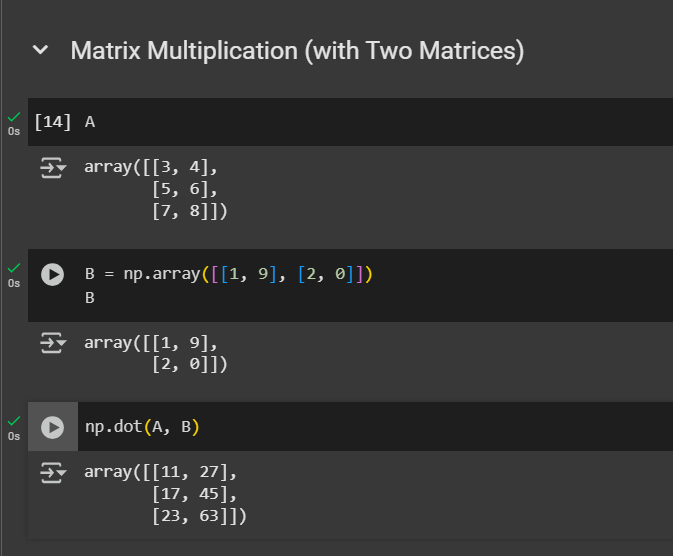 Matrix Multiplication (with Two Matrices)
0s
[14] A
array([[3, 4],
       [5, 6],
       [7, 8]])
0s
B = np.array([[1, 9], [2, 0]])
B
array([[1, 9],
       [2, 0]])
0s
np.dot(A, B)
array([[11, 27],
       [17, 45],
       [23, 63]])